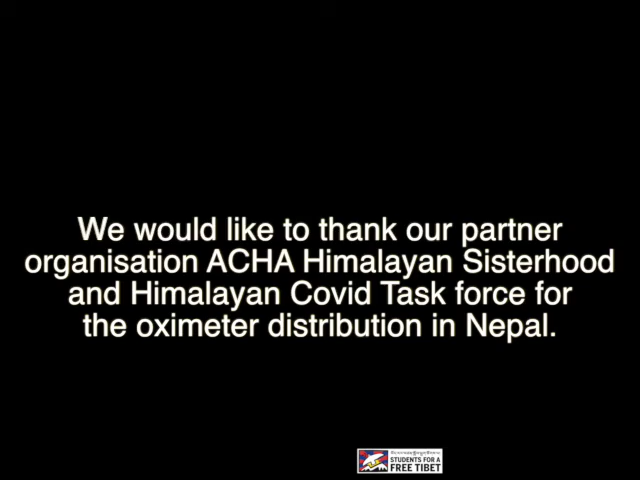 We would like to thank our partner
organisation ACHA Himalayan Sisterhood
and Himalayan Covid Task force for
the oximeter distribution in Nepal.
STUDENTS FOR A
FREE TIBET